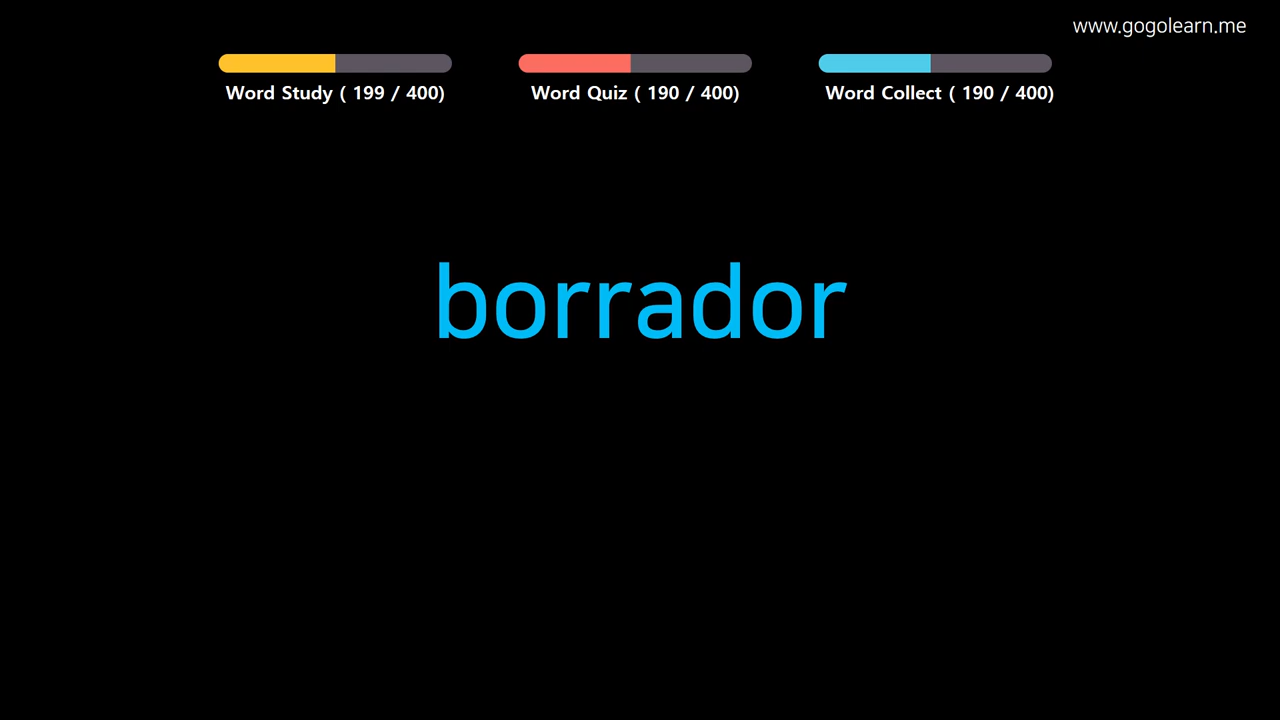 www.gogolearn.me
Word Study ( 199 / 400)
Word Quiz ( 190 / 400)
Word Collect ( 190 / 400)
borrador